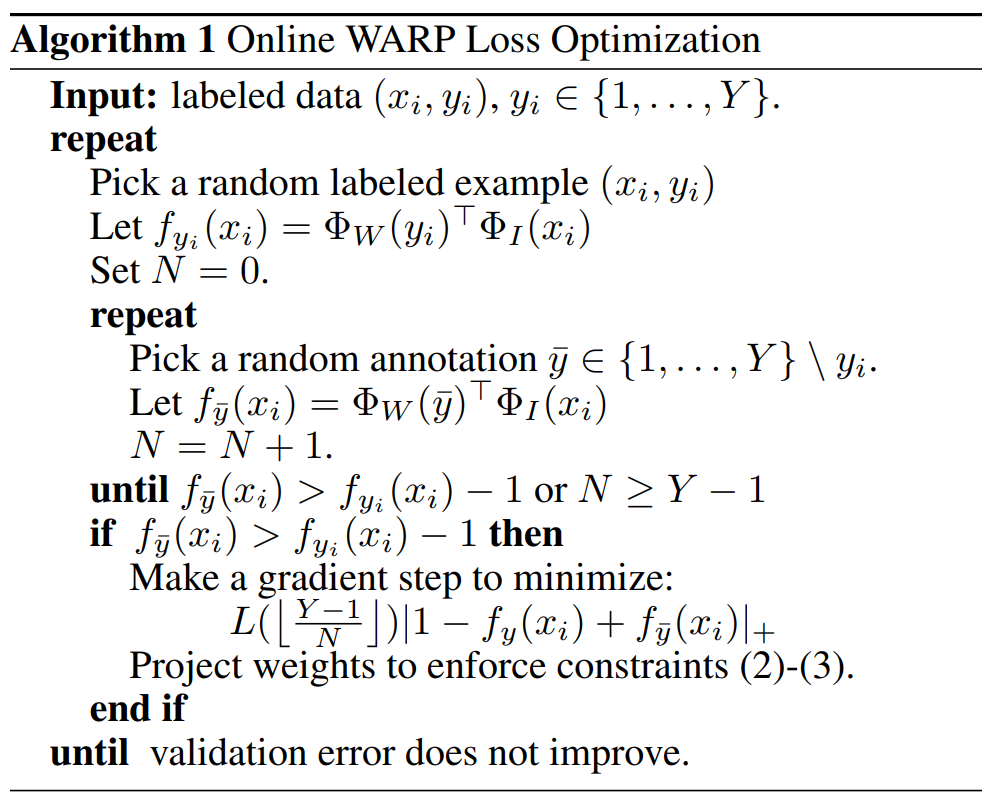 Algorithm 1 Online WARP Loss Optimization
Input: labeled data $(x_i, y_i)$, $y_i \in \{1, \ldots, Y\}$.
repeat
Pick a random labeled example $(x_i, y_i)$
Let $f_{y_i}(x_i) = \Phi_W(y_i)^\top \Phi_I(x_i)$
Set $N = 0$.
repeat
Pick a random annotation $\bar{y} \in \{1, \ldots, Y\} \setminus y_i$.
Let $f_{\bar{y}}(x_i) = \Phi_W(\bar{y})^\top \Phi_I(x_i)$
$N = N + 1$.
until $f_{\bar{y}}(x_i) > f_{y_i}(x_i) - 1$ or $N \geq Y - 1$
if $f_{\bar{y}}(x_i) > f_{y_i}(x_i) - 1$ then
Make a gradient step to minimize:
$L(\lfloor \frac{Y-1}{N} \rfloor)|1 - f_y(x_i) + f_{\bar{y}}(x_i)|_+$
Project weights to enforce constraints (2)-(3).
end if
until validation error does not improve.